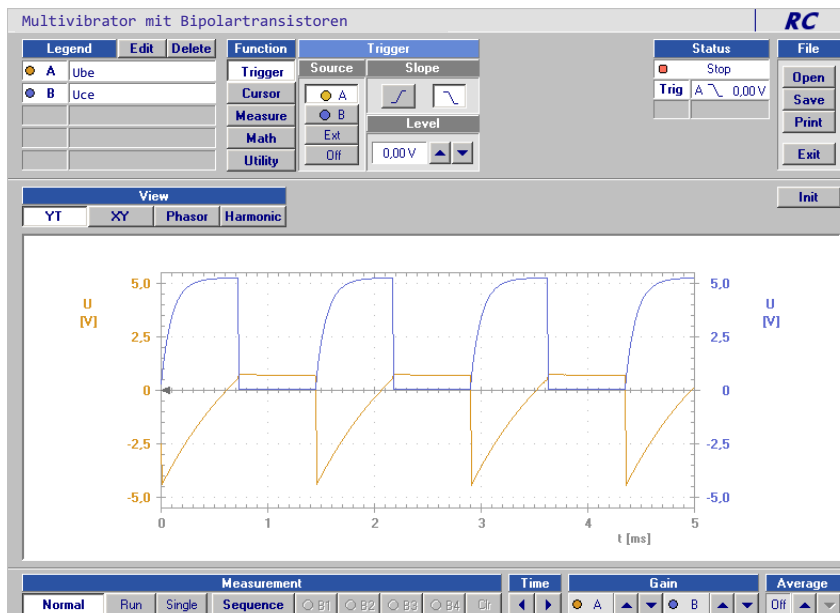 Multivibrator mit Bipolartransistoren
RC
Legend Edit Delete
A Ube
B Uce
Function
Trigger
Cursor
Measure
Math
Utility
Trigger
Source Slope
A
B
Ext
Off
Level
0,00 V
Status
Stop
Trig A 0,00 V
File
Open
Save
Print
Exit
View
YT XY Phasor Harmonic
Init
U
[V]
5,0
2,5
0
-2,5
-5,0
U
[V]
5,0
2,5
0
-2,5
-5,0
0 1 2 3 4 5
t [ms]
Measurement Time Gain Average
Normal Run Single Sequence B1 B2 B3 B4 Clr A B Off